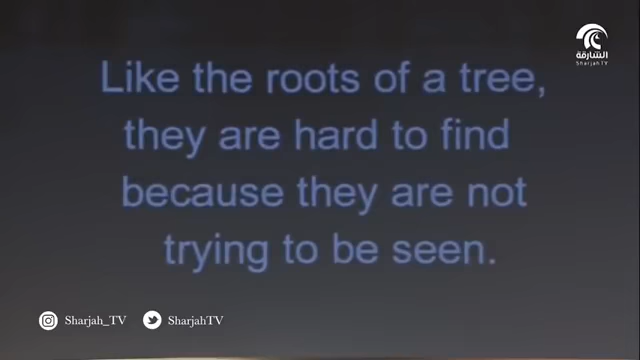 الشارقة
SharjahTV
Like the roots of a tree,
they are hard to find
because they are not
trying to be seen.
Sharjah_TV
SharjahTV